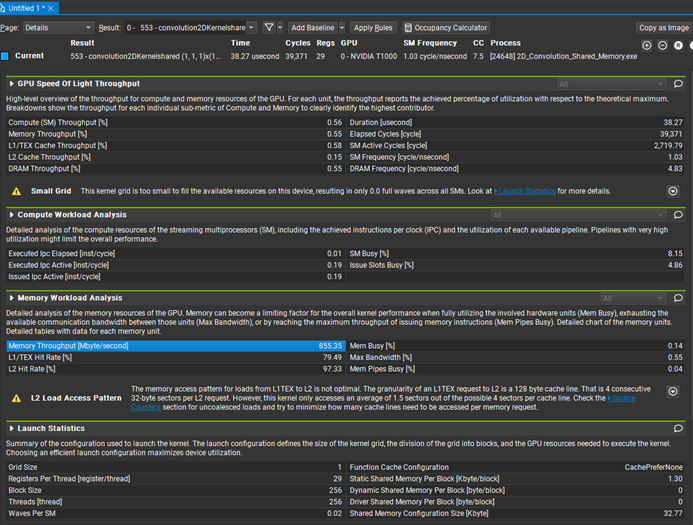 Untitled 1 *
Page: Details Result: 0 - 553 - convolution2DKernelshare Add Baseline Apply Rules Occupancy Calculator Copy as Image
Result Time Cycles Regs GPU SM Frequency CC Process
Current 553 - convolution2DKernelshared (1, 1, 1)x(1... 38.27 usecond 39,371 29 0 - NVIDIA T1000 1.03 cycle/nsecond 7.5 [24648] 2D_Convolution_Shared_Memory.exe
GPU Speed Of Light Throughput All
High-level overview of the throughput for compute and memory resources of the GPU. For each unit, the throughput reports the achieved percentage of utilization with respect to the theoretical maximum.
Breakdowns show the throughput for each individual sub-metric of Compute and Memory to clearly identify the highest contributor.
Compute (SM) Throughput [%] 0.56 Duration [usecond] 38.27
Memory Throughput [%] 0.55 Elapsed Cycles [cycle] 39,371
L1/TEX Cache Throughput [%] 0.58 SM Active Cycles [cycle] 2,719.79
L2 Cache Throughput [%] 0.15 SM Frequency [cycle/nsecond] 1.03
DRAM Throughput [%] 0.55 DRAM Frequency [cycle/nsecond] 4.83
Small Grid This kernel grid is too small to fill the available resources on this device, resulting in only 0.0 full waves across all SMs. Look at Launch Statistics for more details.
Compute Workload Analysis All
Detailed analysis of the compute resources of the streaming multiprocessors (SM), including the achieved instructions per clock (IPC) and the utilization of each available pipeline. Pipelines with very high
utilization might limit the overall performance.
Executed Ipc Elapsed [inst/cycle] 0.01 SM Busy [%] 8.15
Executed Ipc Active [inst/cycle] 0.19 Issue Slots Busy [%] 4.86
Issued Ipc Active [inst/cycle] 0.19
Memory Workload Analysis All
Detailed analysis of the memory resources of the GPU. Memory can become a limiting factor for the overall kernel performance when fully utilizing the involved hardware units (Mem Busy), exhausting the
available communication bandwidth between those units (Max Bandwidth), or by reaching the maximum throughput of issuing memory instructions (Mem Pipes Busy). Detailed chart of the memory units.
Detailed tables with data for each memory unit.
Memory Throughput [Mbyte/second] 855.35 Mem Busy [%] 0.14
L1/TEX Hit Rate [%] 79.49 Max Bandwidth [%] 0.55
L2 Hit Rate [%] 97.33 Mem Pipes Busy [%] 0.04
The memory access pattern for loads from L1TEX to L2 is not optimal. The granularity of an L1TEX request to L2 is a 128 byte cache line. That is 4 consecutive
L2 Load Access Pattern 32-byte sectors per L2 request. However, this kernel only accesses an average of 1.5 sectors out of the possible 4 sectors per cache line. Check the Source
Counters section for uncoalesced loads and try to minimize how many cache lines need to be accessed per memory request.
Launch Statistics
Summary of the configuration used to launch the kernel. The launch configuration defines the size of the kernel grid, the division of the grid into blocks, and the GPU resources needed to execute the kernel.
Choosing an efficient launch configuration maximizes device utilization.
Grid Size 1 Function Cache Configuration CachePreferNone
Registers Per Thread [register/thread] 29 Static Shared Memory Per Block [Kbyte/block] 1.30
Block Size 256 Dynamic Shared Memory Per Block [byte/block] 0
Threads [thread] 256 Driver Shared Memory Per Block [byte/block] 0
Waves Per SM 0.02 Shared Memory Configuration Size [Kbyte] 32.77